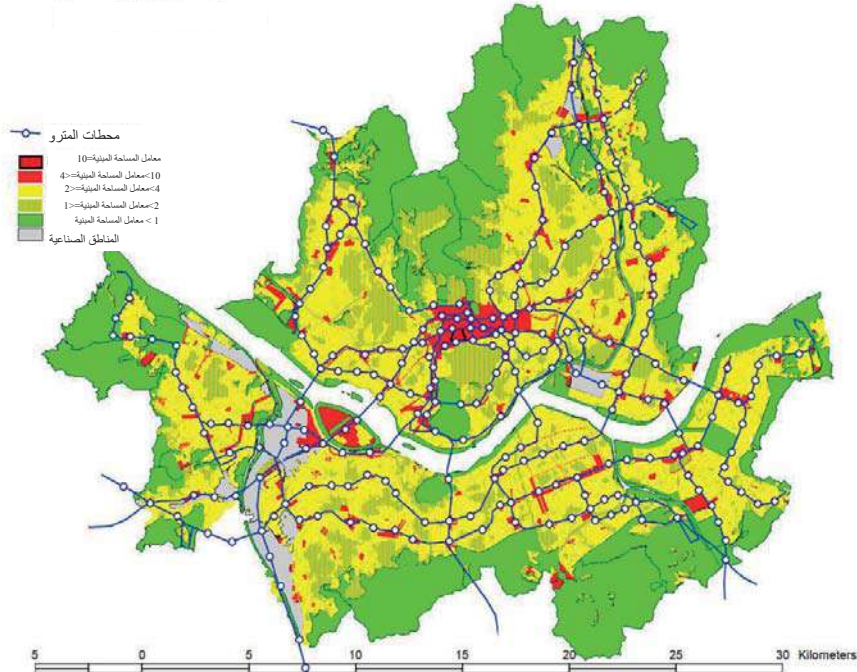 محطات المترو
معامل المساحة المبنية=10
10>معامل المساحة المبنية=<4
4>معامل المساحة المبنية=<2
2>معامل المساحة المبنية=<1
1 > معامل المساحة المبنية
المناطق الصناعية
5 0 5 10 15 20 25 30 Kilometers